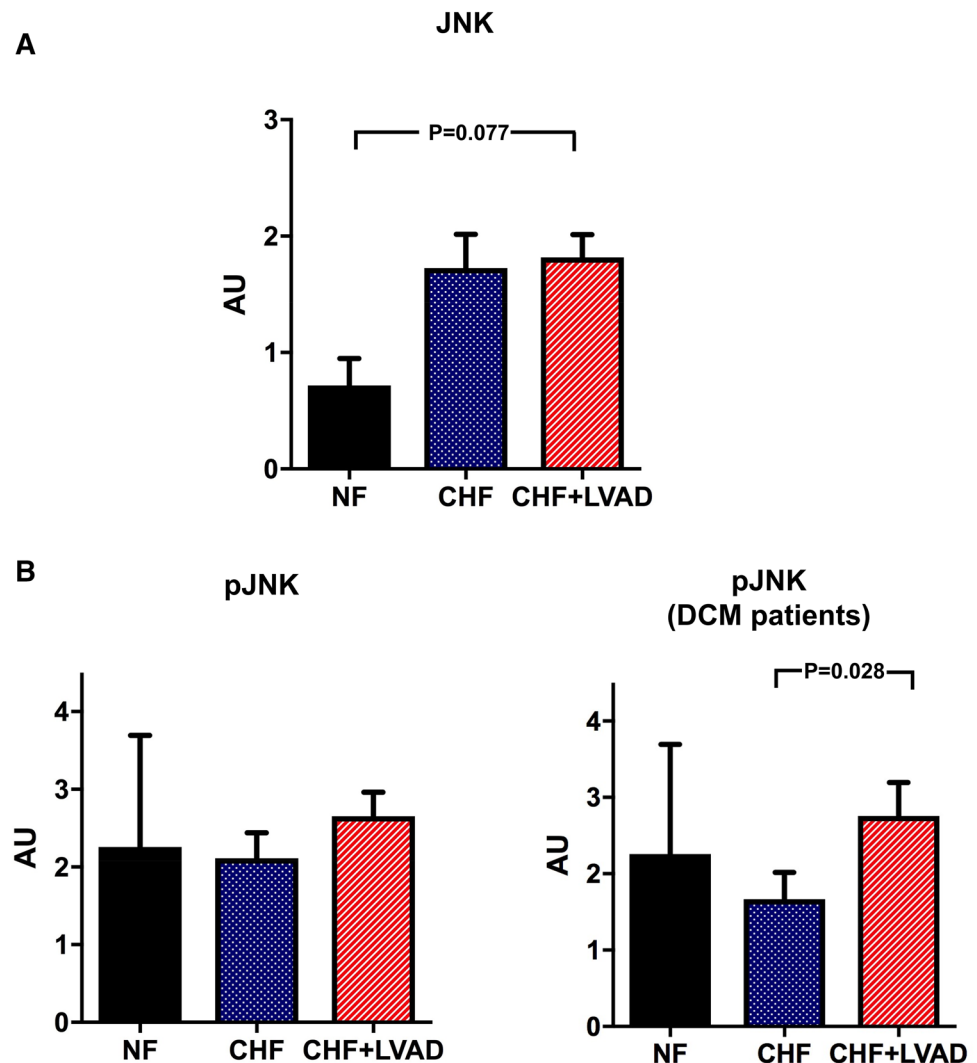 A
JNK
3
P=0.077
2
AU
1
0
NF CHF CHF+LVAD
B
pJNK
4
3
AU
2
1
0
NF CHF CHF+LVAD
pJNK
(DCM patients)
P=0.028
4
3
AU
2
1
0
NF CHF CHF+LVAD